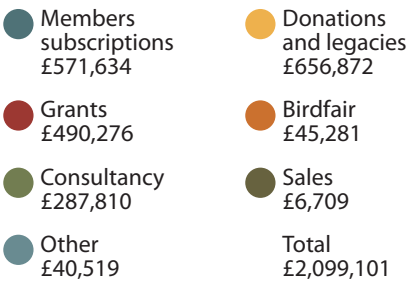 Members
subscriptions
£571,634
Donations
and legacies
£656,872
Grants
£490,276
Birdfair
£45,281
Consultancy
£287,810
Sales
£6,709
Other
£40,519
Total
£2,099,101